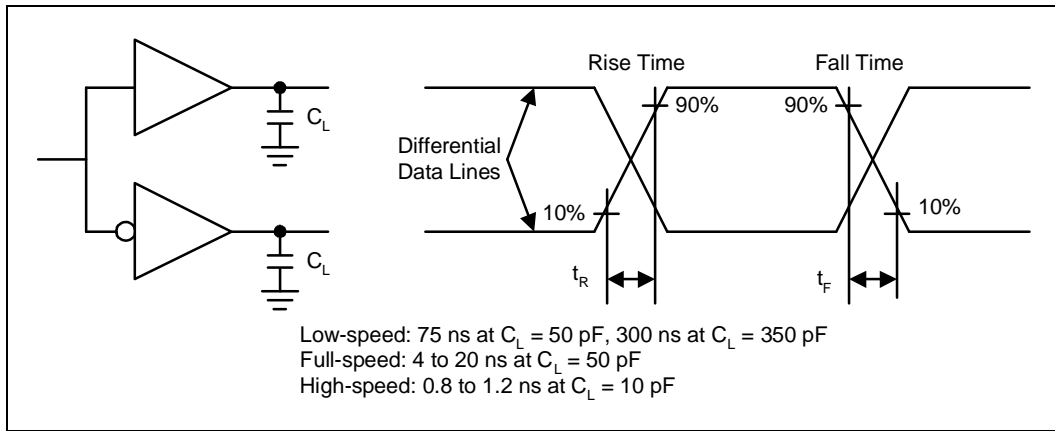 Rise Time
Fall Time
90%
90%
Differential
Data Lines
10%
10%
C_L
C_L
t_R
t_F
Low-speed: 75 ns at C_L = 50 pF, 300 ns at C_L = 350 pF
Full-speed: 4 to 20 ns at C_L = 50 pF
High-speed: 0.8 to 1.2 ns at C_L = 10 pF